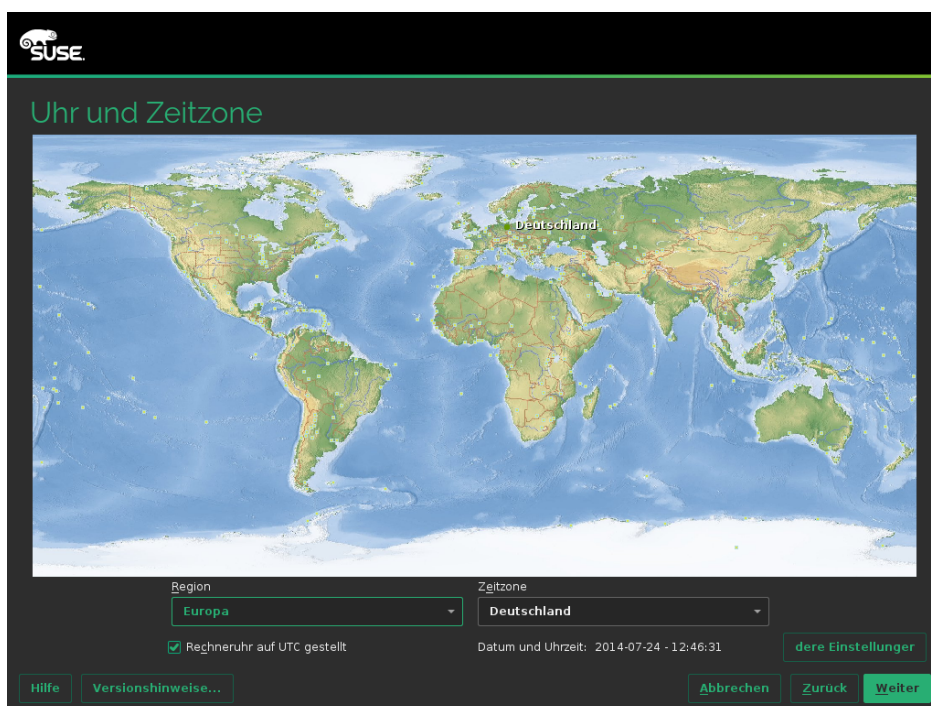 SUSE.
Uhr und Zeitzone
Deutschland
Region
Zeitzone
Europa
Deutschland
Rechneruhr auf UTC gestellt
Datum und Uhrzeit: 2014-07-24 - 12:46:31
dere Einstellunger
Hilfe
Versionshinweise...
Abbrechen
Zurück
Weiter